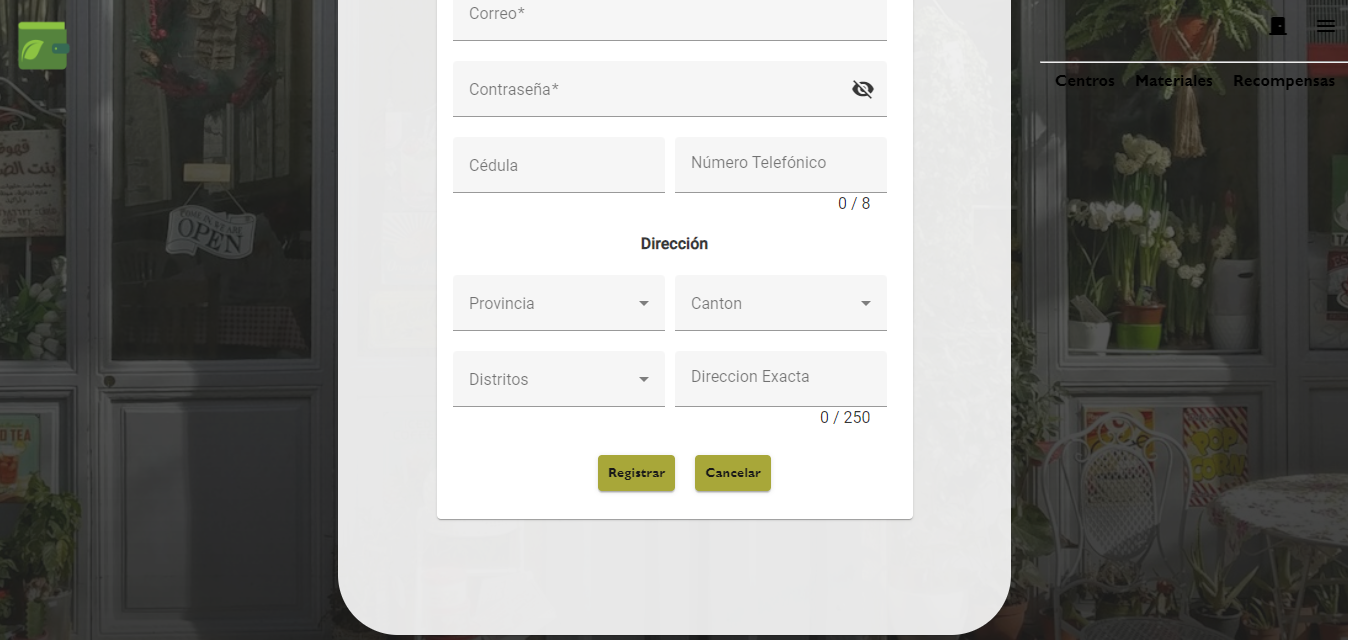 Correo*
Centros Materiales Recompensas
Contraseña*
Cédula
Número Telefónico
0 / 8
OPEN
Dirección
Provincia
Canton
Distritos
Direccion Exacta
0 / 250
TEA
POP
CORN
Registrar
Cancelar